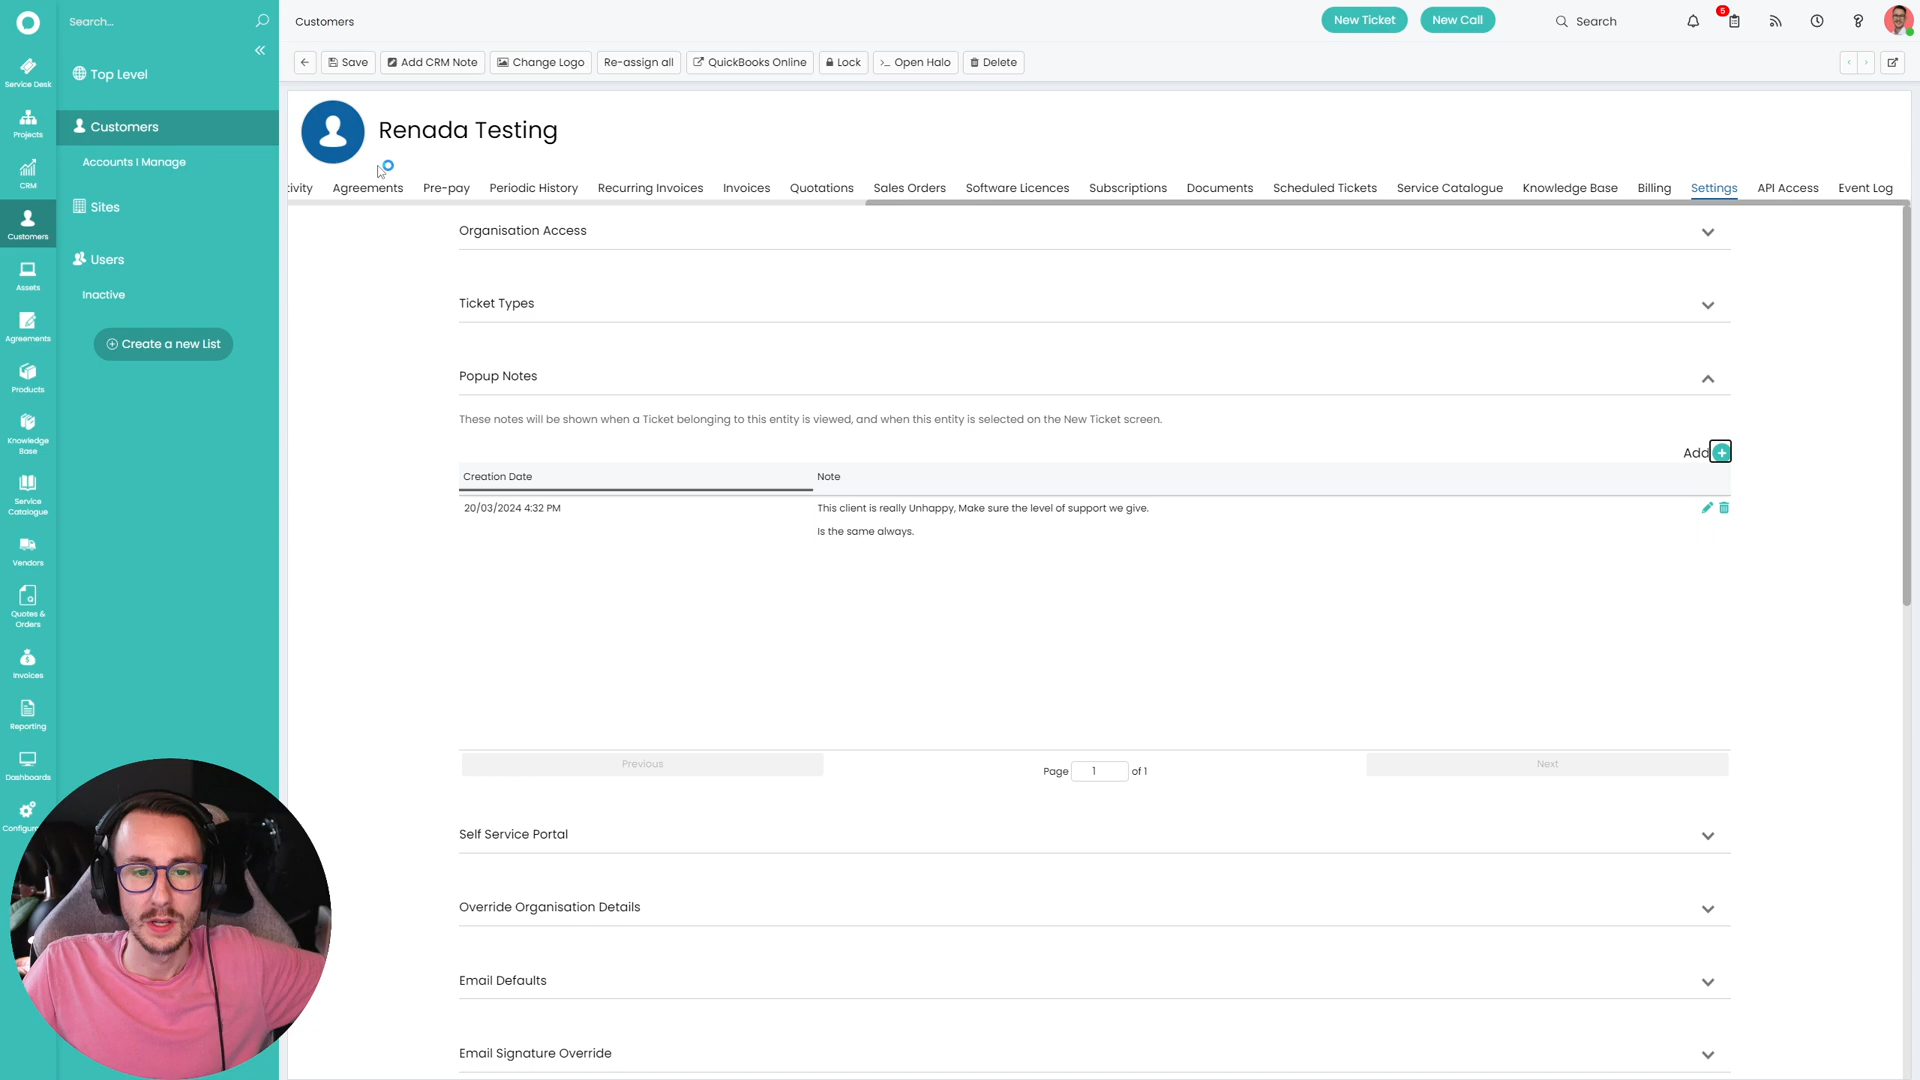 Search...
Customers
New Ticket
New Call
Search
5
Save
Add CRM Note
Change Logo
Re-assign all
QuickBooks Online
Lock
>_ Open Halo
Delete
Service Desk
Projects
CRM
Customers
Assets
Agreements
Products
Knowledge
Base
Service
Catalogue
Vendors
Quotes &
Orders
Invoices
Reporting
Dashboards
Top Level
Customers
Accounts I Manage
Sites
Users
Inactive
Create a new List
Renada Testing
Agreements
Pre-pay
Periodic History
Recurring Invoices
Invoices
Quotations
Sales Orders
Software Licences
Subscriptions
Documents
Scheduled Tickets
Service Catalogue
Knowledge Base
Billing
Settings
API Access
Event Log
Organisation Access
Ticket Types
Popup Notes
These notes will be shown when a Ticket belonging to this entity is viewed, and when this entity is selected on the New Ticket screen.
Add
Creation Date
Note
20/03/2024 4:32 PM
This client is really Unhappy, Make sure the level of support we give.
Is the same always.
Previous
Page 1 of 1
Next
Self Service Portal
Override Organisation Details
Email Defaults
Email Signature Override